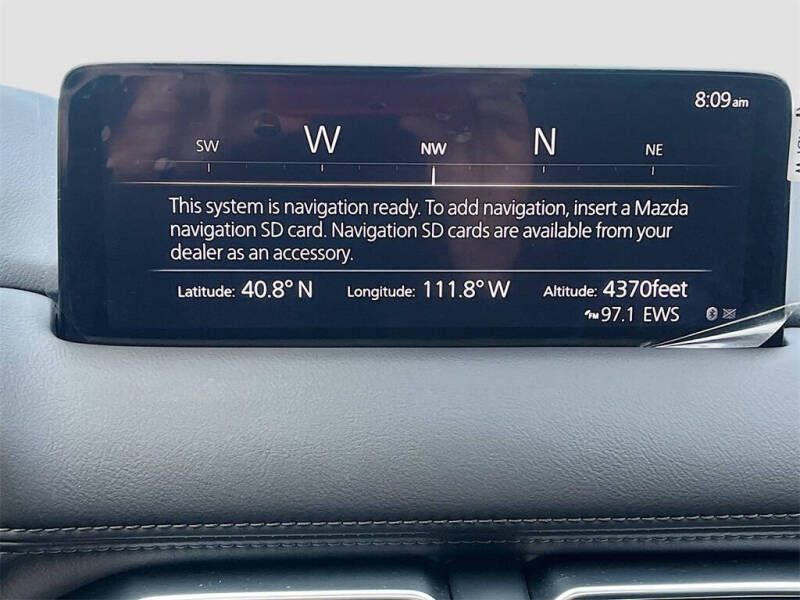 8:09am
SW W NW N NE
This system is navigation ready. To add navigation, insert a Mazda
navigation SD card. Navigation SD cards are available from your
dealer as an accessory.
Latitude: 40.8° N Longitude: 111.8° W Altitude: 4370feet
FM 97.1 EWS